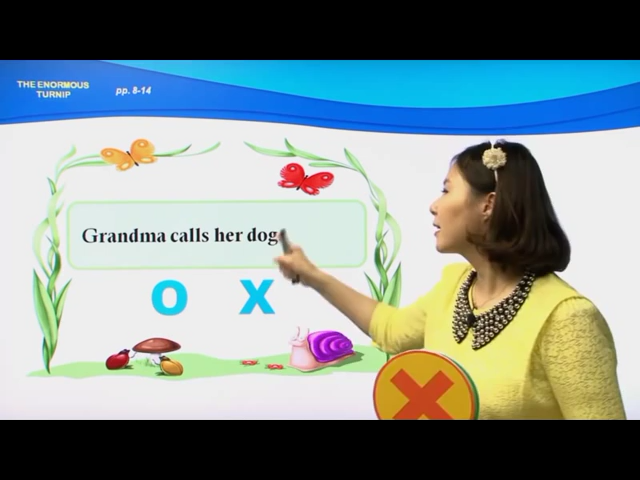 THE ENORMOUS
TURNIP
pp. 8-14
Grandma calls her dog
O X